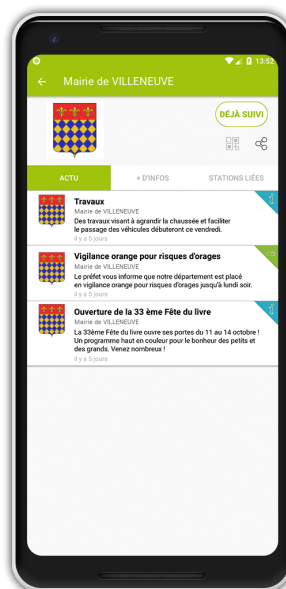 13:52
Mairie de VILLENEUVE
DÉJÀ SUIVI
ACTU + D'INFOS STATIONS LIÉES
Travaux
Mairie de VILLENEUVE
Des travaux visant à agrandir la chaussée et faciliter
le passage des véhicules débuteront ce vendredi.
il y a 5 jours
Vigilance orange pour risques d'orages
Mairie de VILLENEUVE
Le préfet vous informe que notre département est placé
en vigilance orange pour risques d'orages jusqu'à lundi soir.
il y a 5 jours
Ouverture de la 33 ème Fête du livre
Mairie de VILLENEUVE
La 33ème Fête du livre ouvre ses portes du 11 au 14 octobre !
Un programme haut en couleur pour le bonheur des petits et
des grands. Venez nombreux !
il y a 5 jours